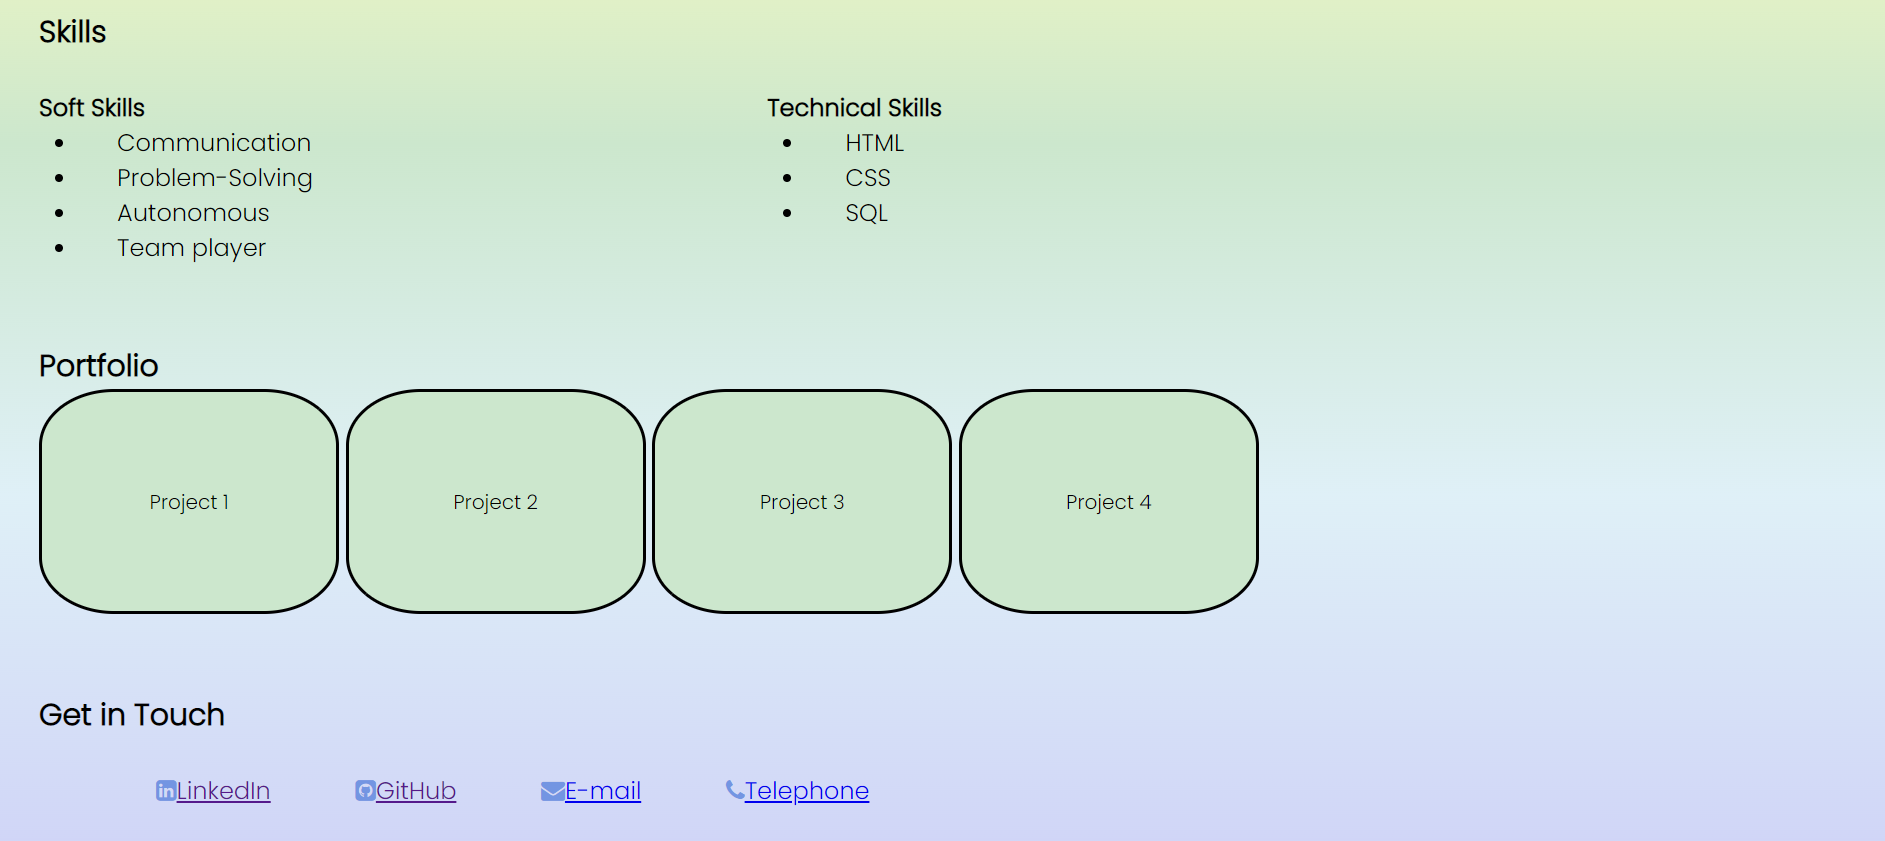 Skills
Soft Skills
Communication
Problem-Solving
Autonomous
Team player
Technical Skills
HTML
CSS
SQL
Portfolio
Project 1
Project 2
Project 3
Project 4
Get in Touch
LinkedIn GitHub E-mail Telephone